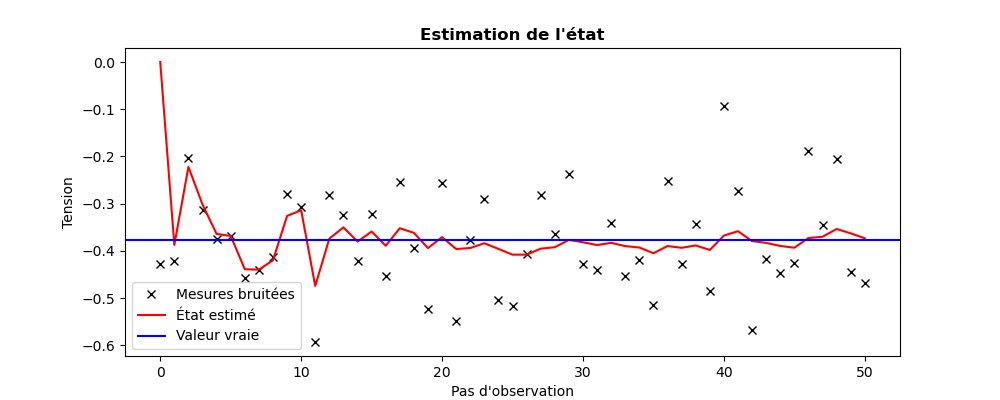 Estimation de l'état
Tension
0.0
−0.1
−0.2
−0.3
−0.4
−0.5
−0.6
Mesures bruitées
État estimé
Valeur vraie
0 10 20 30 40 50
Pas d'observation